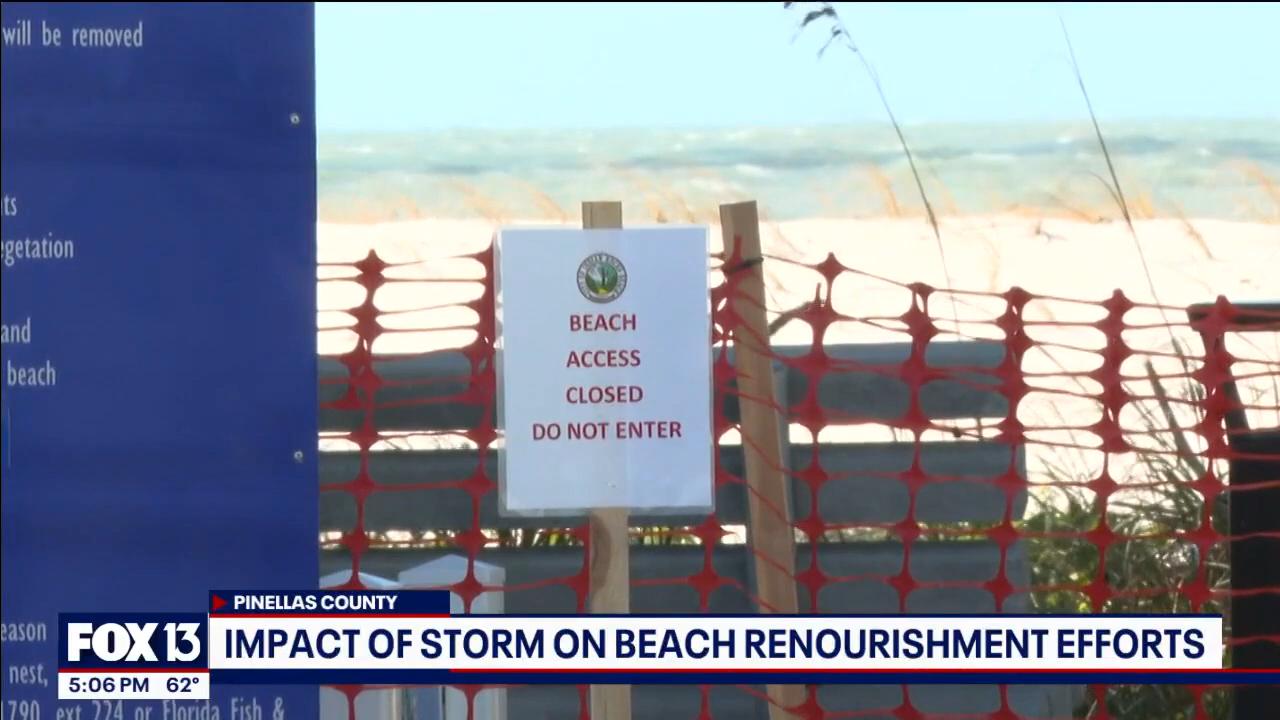 will be removed
ts
egetation
and
beach
eason
nest,
1790, ext 224 or Florida Fish &
BEACH
ACCESS
CLOSED
DO NOT ENTER
PINELLAS COUNTY
FOX 13
IMPACT OF STORM ON BEACH RENOURISHMENT EFFORTS
5:06 PM 62°